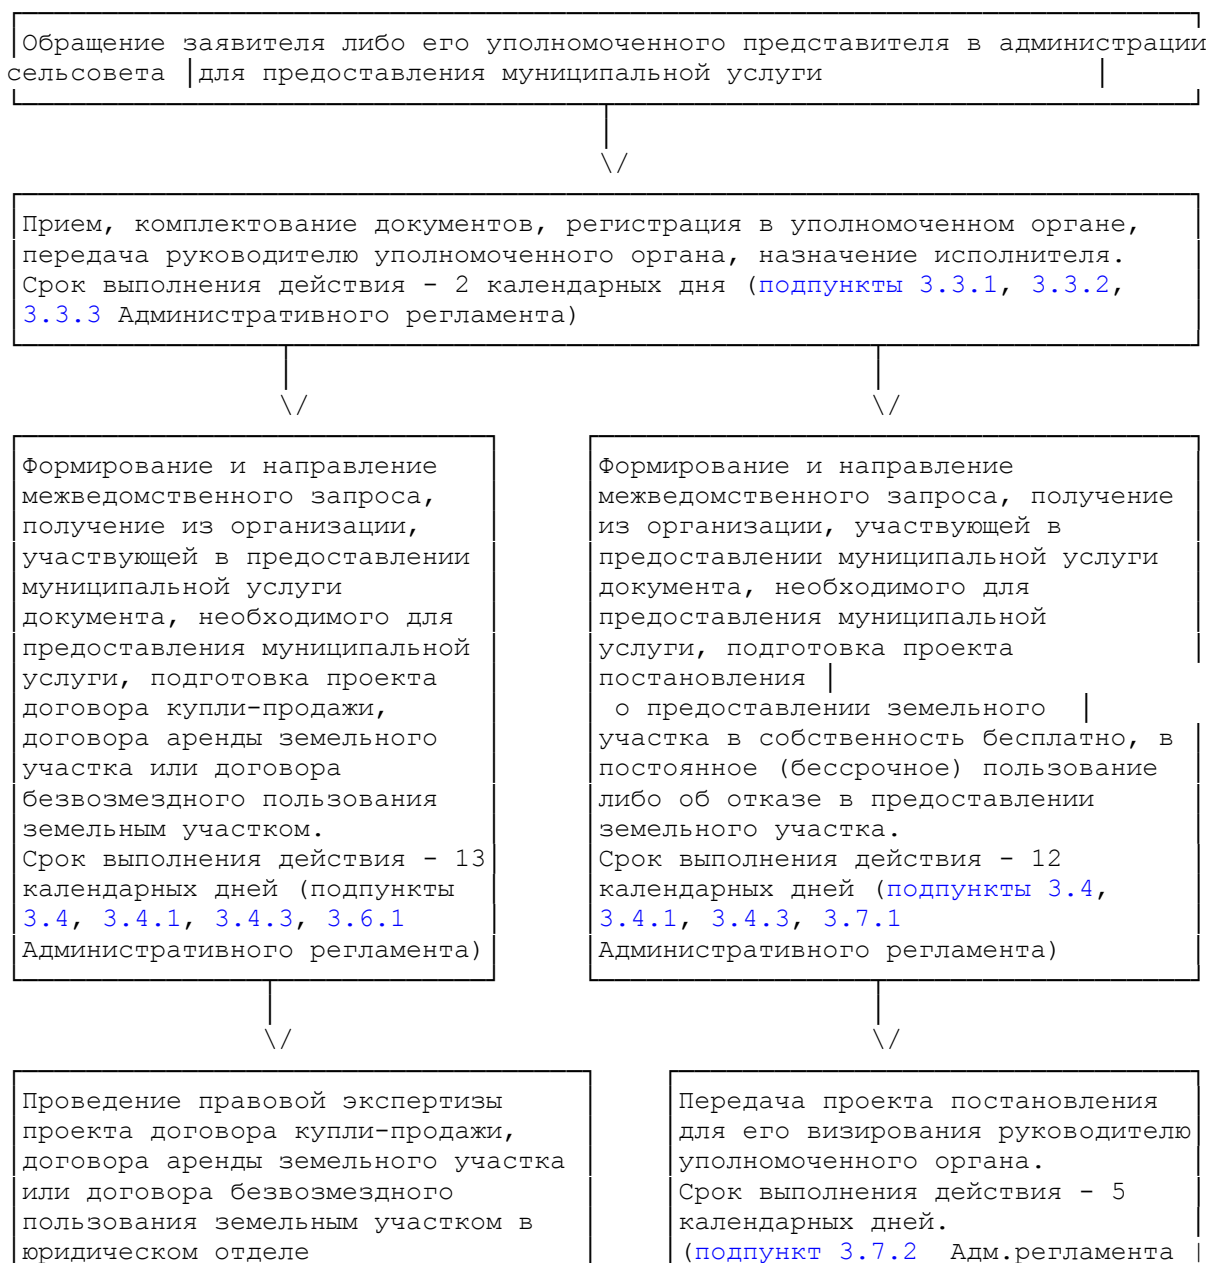 Обращение заявителя либо его уполномоченного представителя в администрации
сельсовета для предоставления муниципальной услуги
Прием, комплектование документов, регистрация в уполномоченном органе,
передача руководителю уполномоченного органа, назначение исполнителя.
Срок выполнения действия - 2 календарных дня (подпункты 3.3.1, 3.3.2,
3.3.3 Административного регламента)
Формирование и направление
межведомственного запроса,
получение из организации,
участвующей в предоставлении
муниципальной услуги
документа, необходимого для
предоставления муниципальной
услуги, подготовка проекта
договора купли-продажи,
договора аренды земельного
участка или договора
безвозмездного пользования
земельным участком.
Срок выполнения действия - 13
календарных дней (подпункты
3.4, 3.4.1, 3.4.3, 3.6.1
Административного регламента)
Формирование и направление
межведомственного запроса, получение
из организации, участвующей в
предоставлении муниципальной услуги
документа, необходимого для
предоставления муниципальной
услуги, подготовка проекта
постановления
о предоставлении земельного
участка в собственность бесплатно, в
постоянное (бессрочное) пользование
либо об отказе в предоставлении
земельного участка.
Срок выполнения действия - 12
календарных дней (подпункты 3.4,
3.4.1, 3.4.3, 3.7.1
Административного регламента)
Проведение правовой экспертизы
проекта договора купли-продажи,
договора аренды земельного участка
или договора безвозмездного
пользования земельным участком в
юридическом отделе
Передача проекта постановления
для его визирования руководителю
уполномоченного органа.
Срок выполнения действия - 5
календарных дней.
(подпункт 3.7.2 Адм.регламента